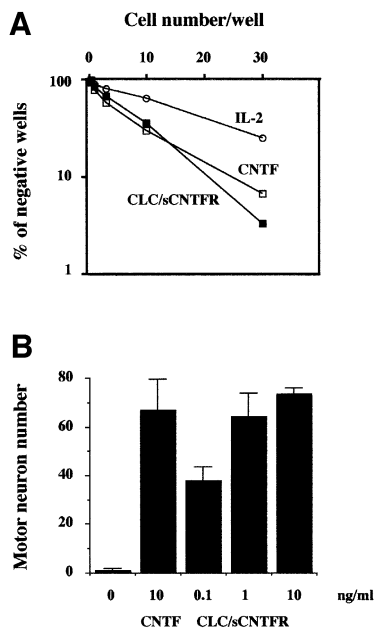 A
Cell number/well
0 10 20 30
% of negative wells
100
10
1
IL-2
CNTF
CLC/sCNTFR
B
Motor neuron number
80
60
40
20
0
0 10 0.1 1 10 ng/ml
CNTF CLC/sCNTFR